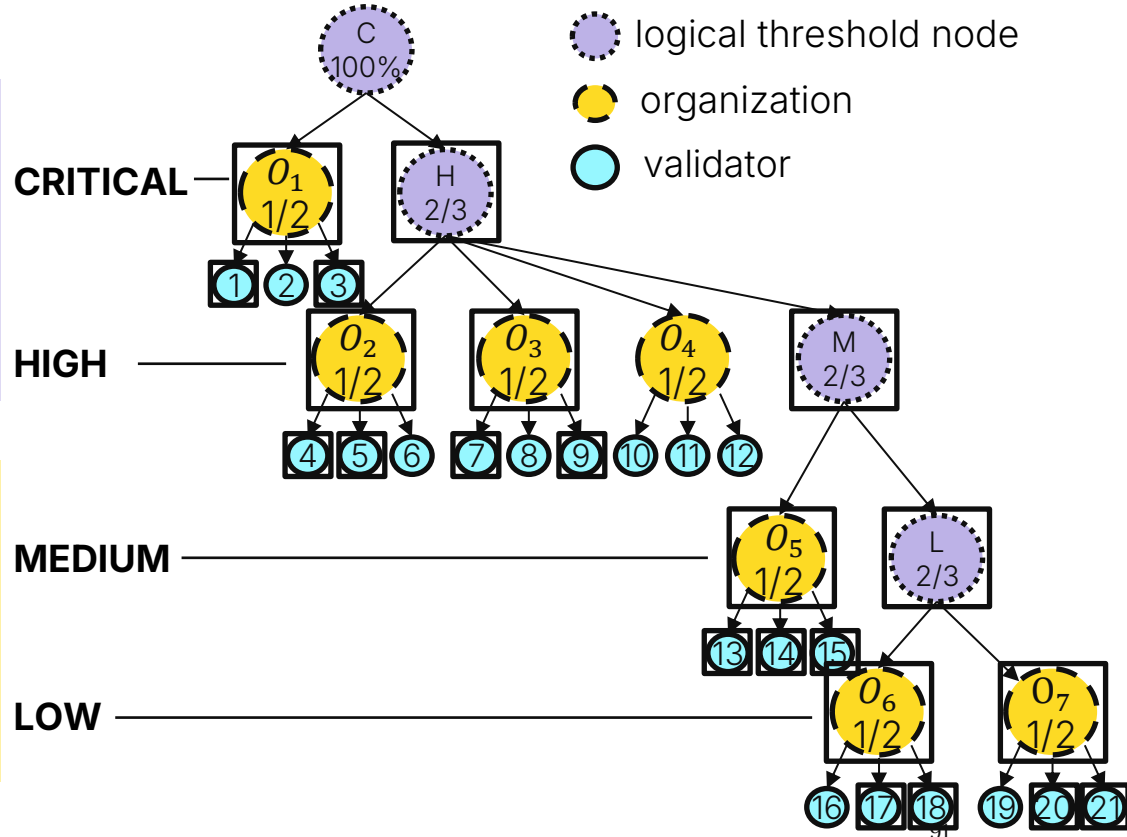 C
100%
logical threshold node
organization
validator
CRITICAL
O₁
1/2
H
2/3
1 2 3
HIGH
O₂
1/2
O₃
1/2
O₄
1/2
M
2/3
4 5 6 7 8 9 10 11 12
MEDIUM
O₅
1/2
L
2/3
13 14 15
LOW
O₆
1/2
O₇
1/2
16 17 18 19 20 21
91